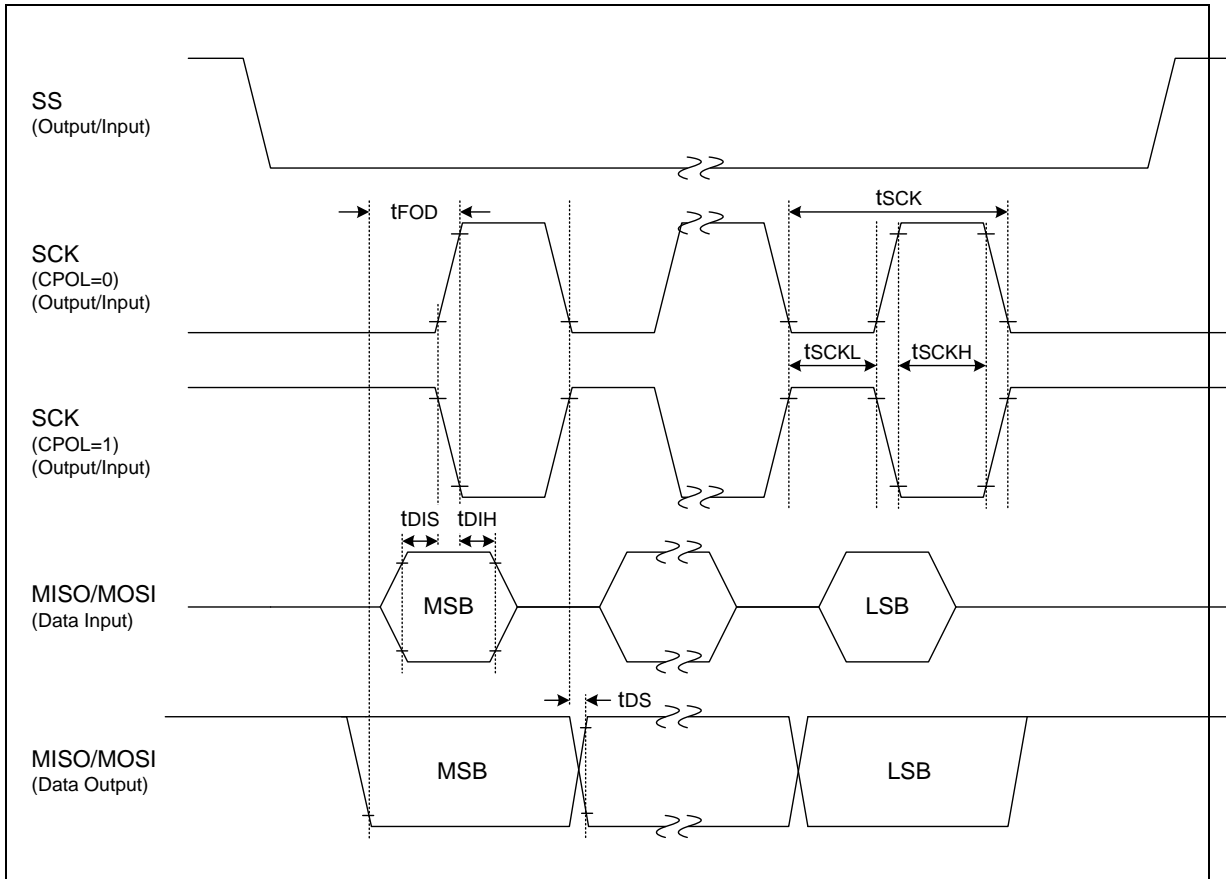 SS
(Output/Input)
tFOD
tSCK
SCK
(CPOL=0)
(Output/Input)
tSCKL
tSCKH
SCK
(CPOL=1)
(Output/Input)
tDIS
tDIH
MISO/MOSI
(Data Input)
MSB
LSB
tDS
MISO/MOSI
(Data Output)
MSB
LSB